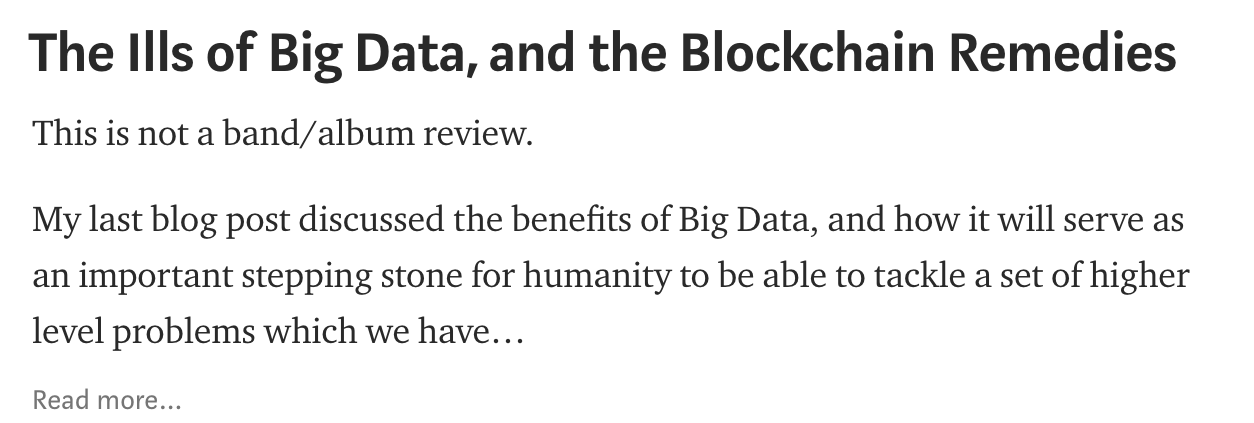 The Ills of Big Data, and the Blockchain Remedies
This is not a band/album review.
My last blog post discussed the benefits of Big Data, and how it will serve as
an important stepping stone for humanity to be able to tackle a set of higher
level problems which we have…
Read more…